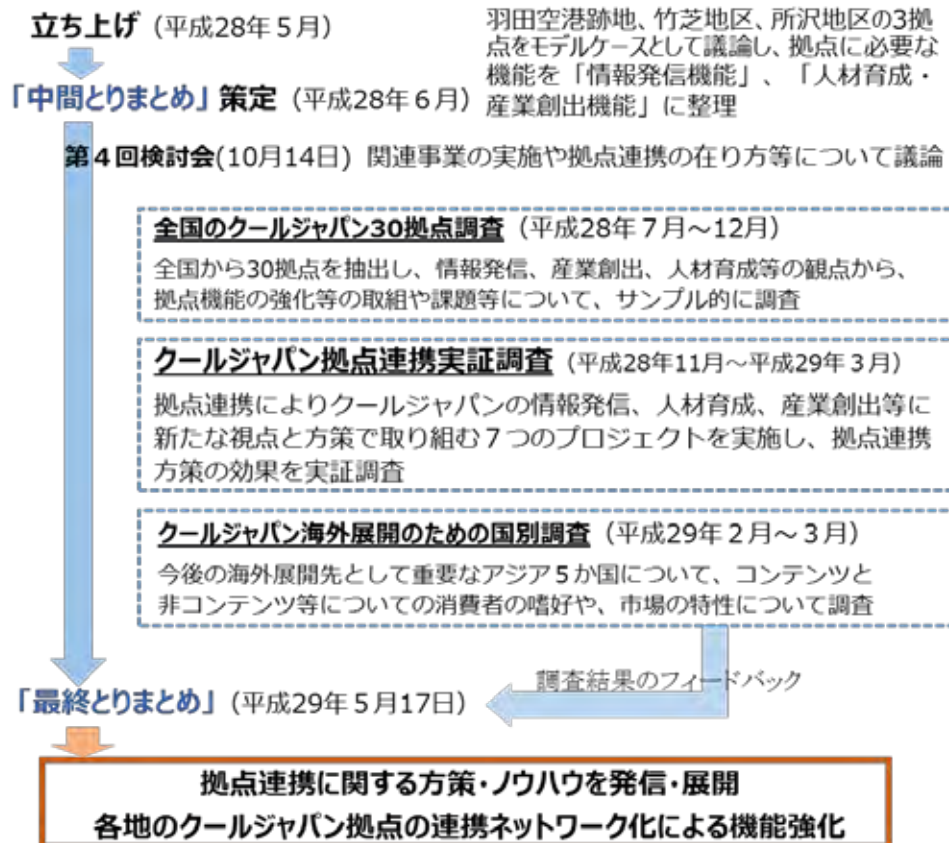 立ち上げ（平成28年５月）
羽田空港跡地、竹芝地区、所沢地区の3拠
点をモデルケースとして議論し、拠点に必要な
機能を「情報発信機能」、「人材育成・
産業創出機能」に整理
「中間とりまとめ」策定（平成28年６月）
第４回検討会(10月14日) 関連事業の実施や拠点連携の在り方等について議論
全国のクールジャパン30拠点調査（平成28年７月～12月）
全国から30拠点を抽出し、情報発信、産業創出、人材育成等の観点から、
拠点機能の強化等の取組や課題等について、サンプル的に調査
クールジャパン拠点連携実証調査（平成28年11月～平成29年３月）
拠点連携によりクールジャパンの情報発信、人材育成、産業創出等に
新たな視点と方策で取り組む７つのプロジェクトを実施し、拠点連携
方策の効果を実証調査
クールジャパン海外展開のための国別調査（平成29年２月～３月）
今後の海外展開先として重要なアジア５か国について、コンテンツと
非コンテンツ等についての消費者の嗜好や、市場の特性について調査
調査結果のフィードバック
「最終とりまとめ」（平成29年５月17日）
拠点連携に関する方策・ノウハウを発信・展開
各地のクールジャパン拠点の連携ネットワーク化による機能強化